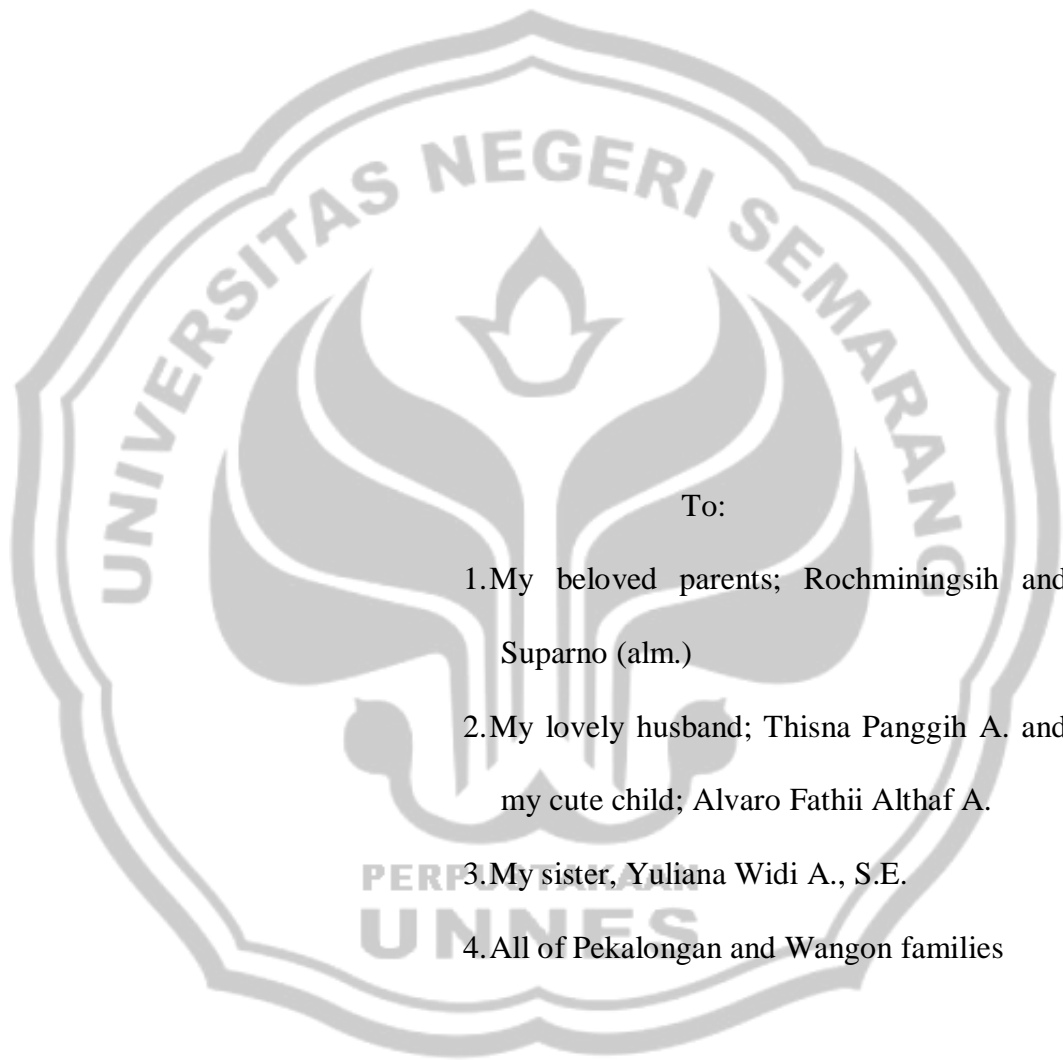 UNIVERSITAS NEGERI SEMARANG
To:
1.My beloved parents; Rochminingsih and
Suparno (alm.)
2.My lovely husband; Thisna Panggih A. and
my cute child; Alvaro Fathii Althaf A.
3.My sister, Yuliana Widi A., S.E.
4.All of Pekalongan and Wangon families
PERPUSTAKAAN
UNNES